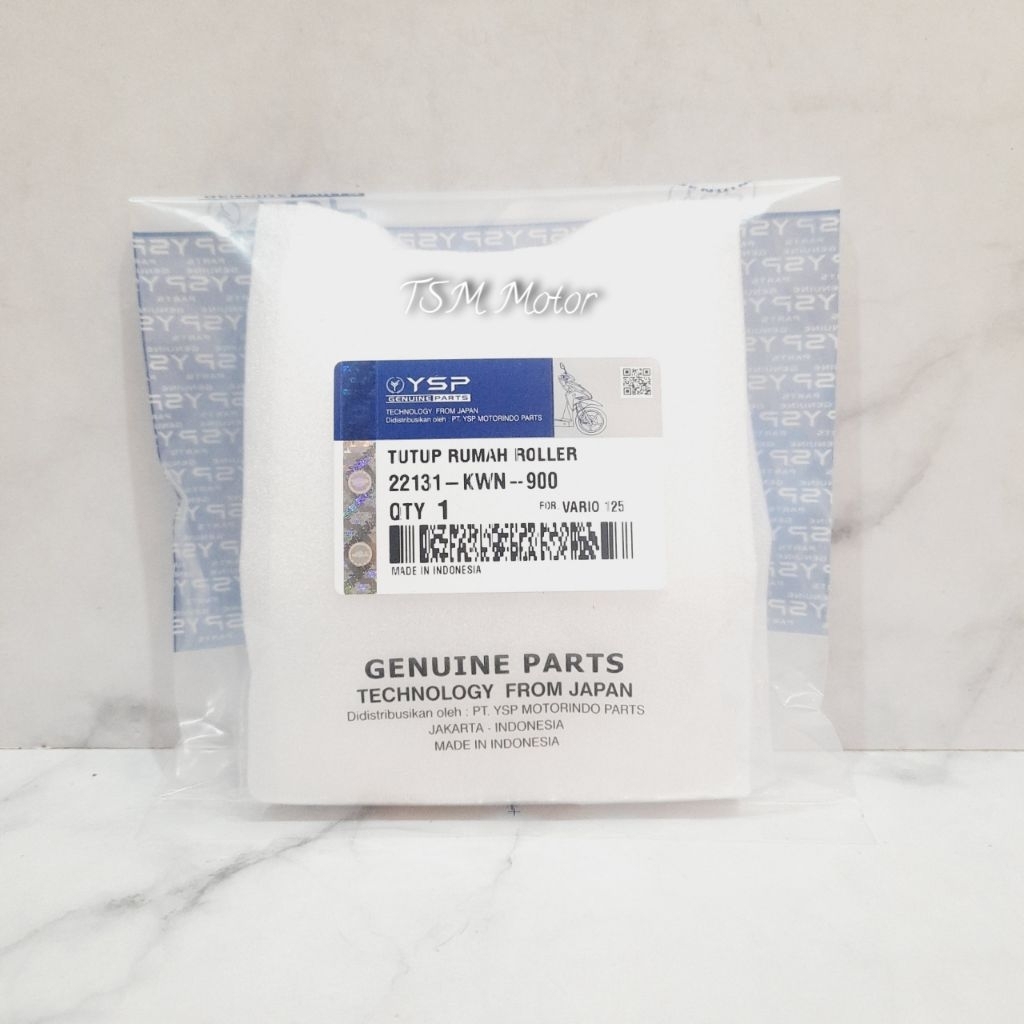 TSM Motor
YSP
GENUINE PARTS
TECHNOLOGY FROM JAPAN
Didistribusikan oleh : PT. YSP MOTORINDO PARTS
TUTUP RUMAH ROLLER
22131-KWN--900
QTY 1 FOR VARIO 125
MADE IN INDONESIA
GENUINE PARTS
TECHNOLOGY FROM JAPAN
Didistribusikan oleh : PT. YSP MOTORINDO PARTS
JAKARTA - INDONESIA
MADE IN INDONESIA